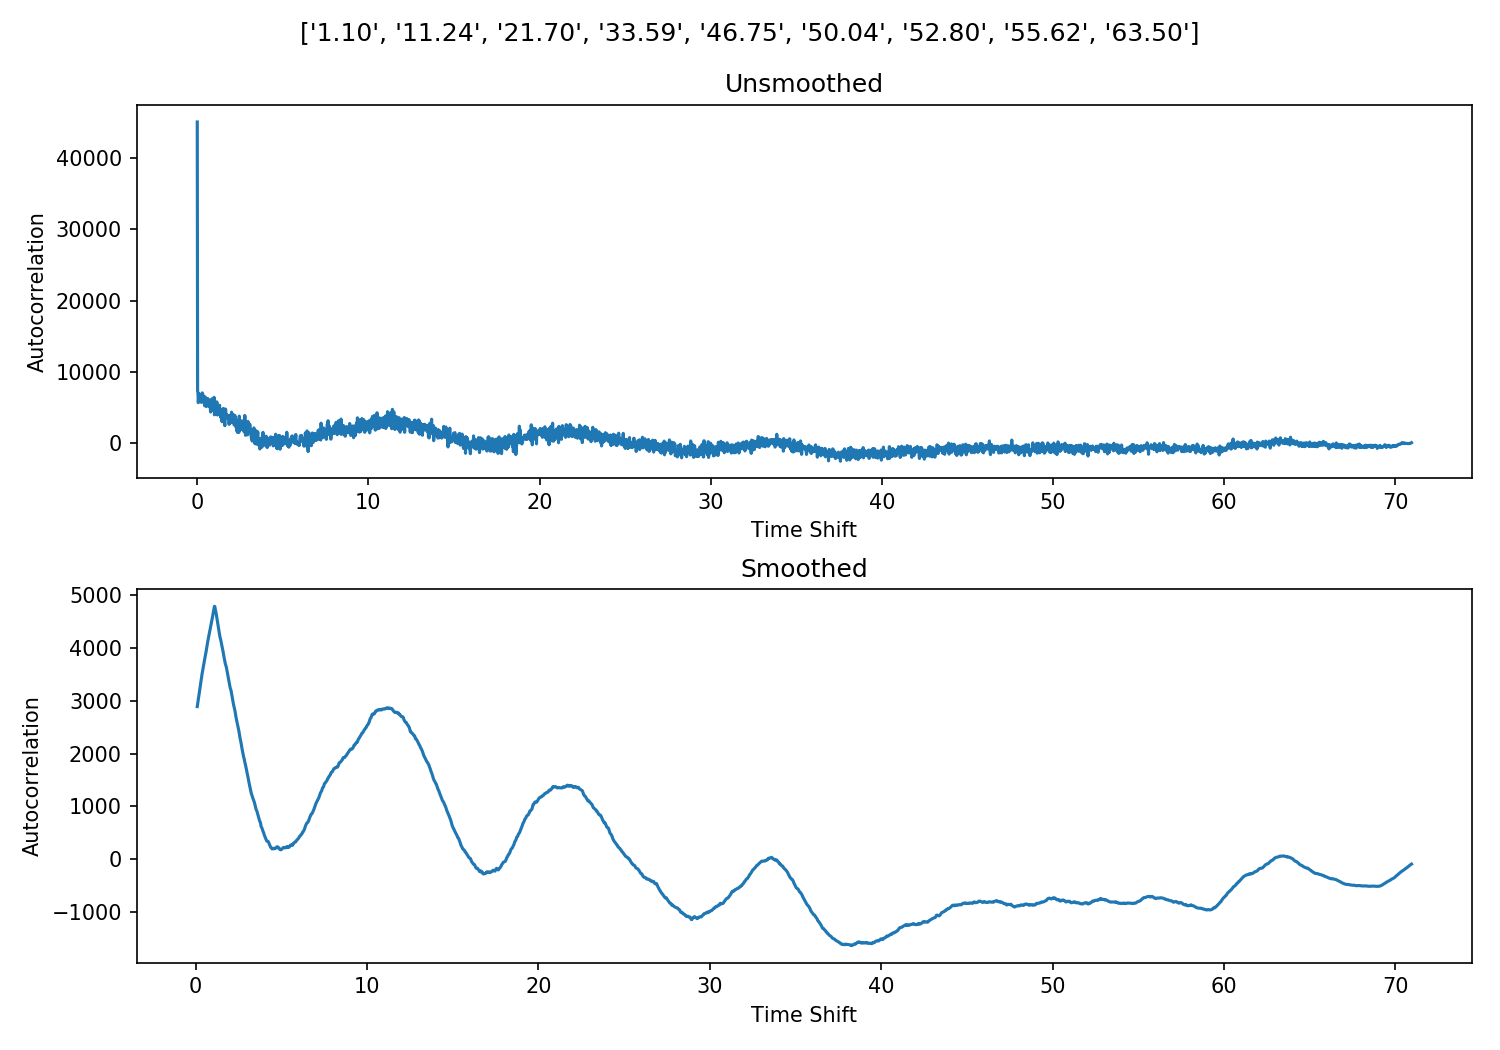 ['1.10', '11.24', '21.70', '33.59', '46.75', '50.04', '52.80', '55.62', '63.50']
Unsmoothed
Autocorrelation
40000
30000
20000
10000
0
0 10 20 30 40 50 60 70
Time Shift
Smoothed
Autocorrelation
5000
4000
3000
2000
1000
0
−1000
0 10 20 30 40 50 60 70
Time Shift